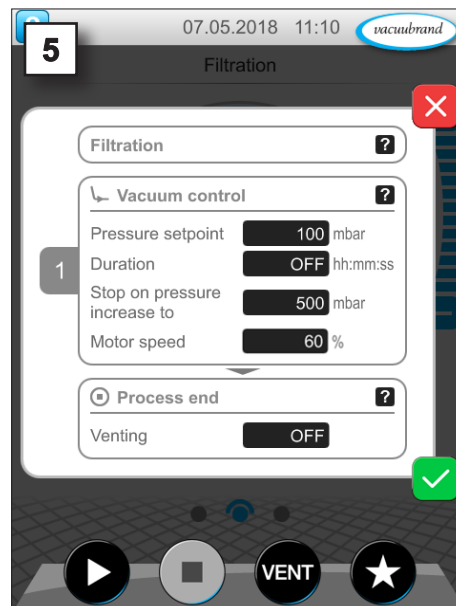 5
07.05.2018 11:10 vacuubrand
Filtration
Filtration ?
Vacuum control ?
1
Pressure setpoint 100 mbar
Duration OFF hh:mm:ss
Stop on pressure
increase to 500 mbar
Motor speed 60 %
Process end ?
Venting OFF
VENT